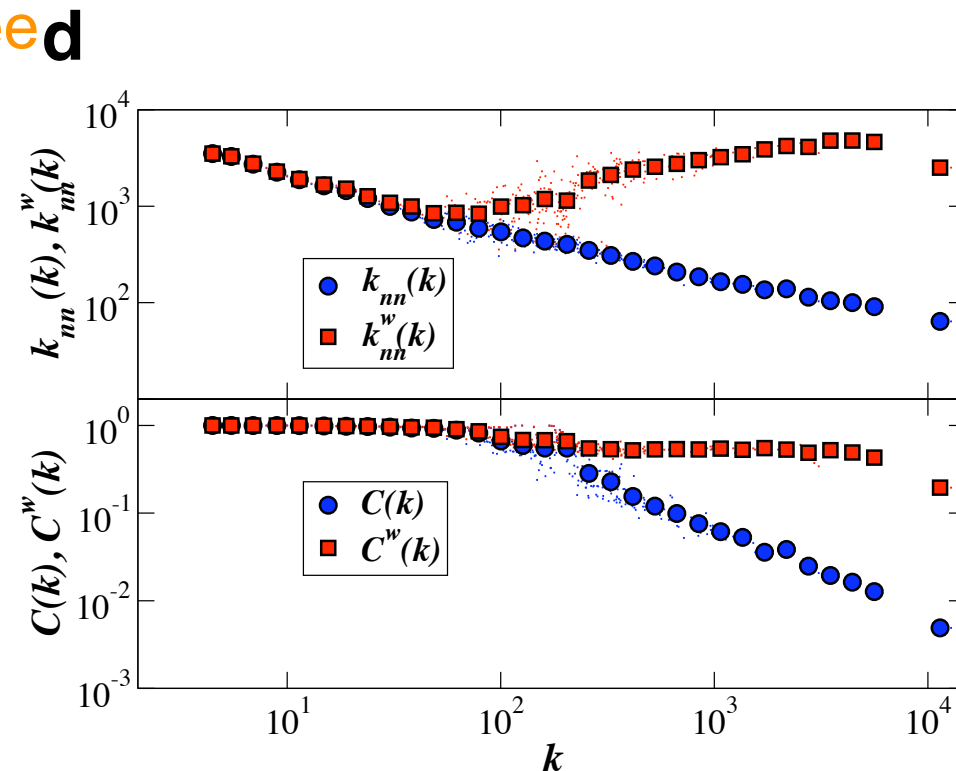 eed
10^4
10^3
10^2
k_nn(k), k^w_nn(k)
k_nn(k)
k^w_nn(k)
10^0
10^-1
10^-2
10^-3
C(k), C^w(k)
C(k)
C^w(k)
10^1 10^2 10^3 10^4
k